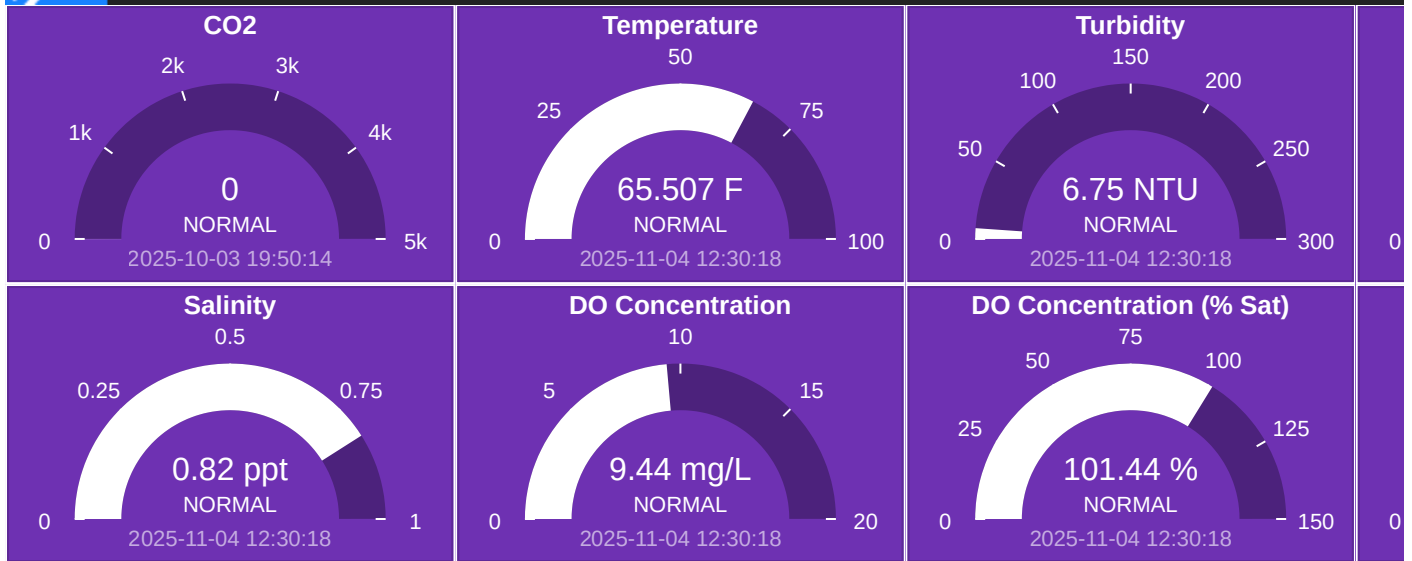 CO2
2k
3k
1k
4k
0
5k
0
NORMAL
2025-10-03 19:50:14
Temperature
50
25
75
0
100
65.507 F
NORMAL
2025-11-04 12:30:18
Turbidity
150
100
200
50
250
0
300
6.75 NTU
NORMAL
2025-11-04 12:30:18
0
Salinity
0.5
0.25
0.75
0
1
0.82 ppt
NORMAL
2025-11-04 12:30:18
DO Concentration
10
5
15
0
20
9.44 mg/L
NORMAL
2025-11-04 12:30:18
DO Concentration (% Sat)
75
50
100
25
125
0
150
101.44 %
NORMAL
2025-11-04 12:30:18
0